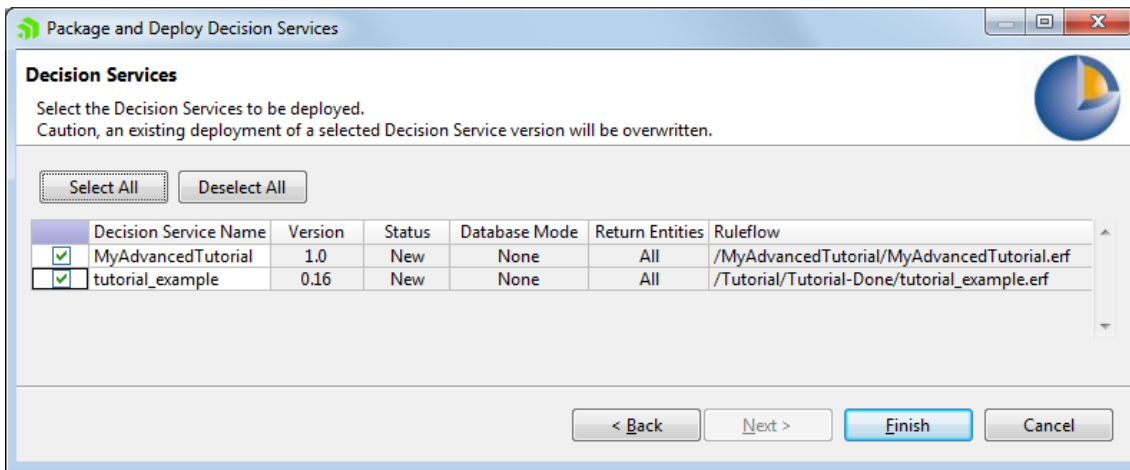 Package and Deploy Decision Services
Decision Services
Select the Decision Services to be deployed.
Caution, an existing deployment of a selected Decision Service version will be overwritten.
Select All Deselect All
Decision Service Name Version Status Database Mode Return Entities Ruleflow
MyAdvancedTutorial 1.0 New None All /MyAdvancedTutorial/MyAdvancedTutorial.erf
tutorial_example 0.16 New None All /Tutorial/Tutorial-Done/tutorial_example.erf
< Back Next > Finish Cancel